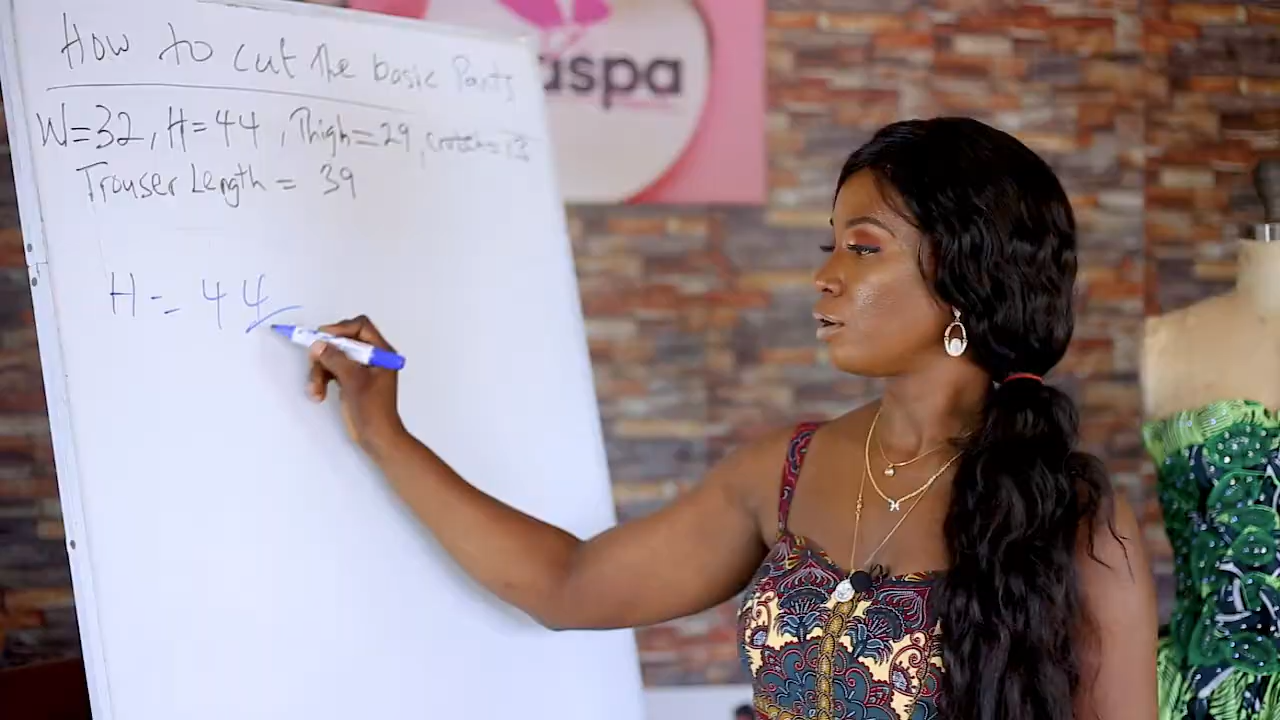 How to cut the basic Pants
aspa
W=32, H=44, Thigh=29, crotch=13
Trouser Length = 39
H = 44